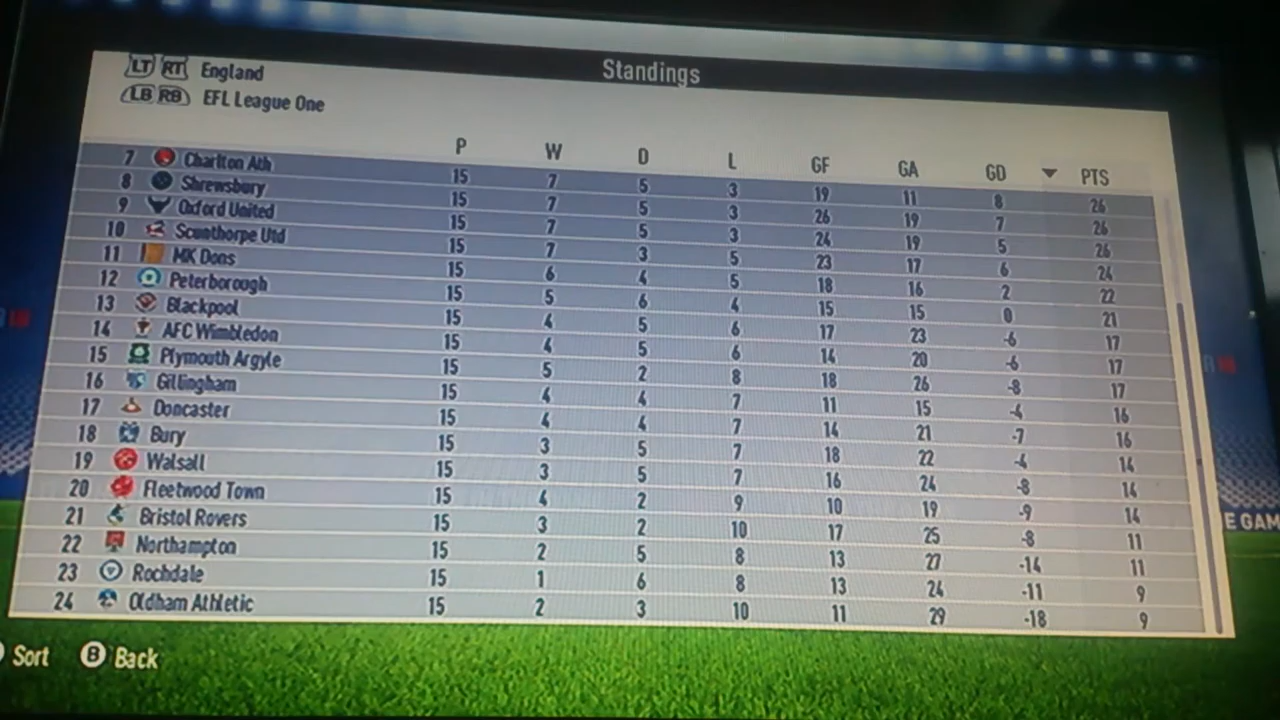 LT RT England
Standings
LB RB EFL League One
P W D L GF GA GD PTS
7 Charlton Ath 15 7 5 3 19 11 8 26
8 Shrewsbury 15 7 5 3 26 19 7 26
9 Oxford United 15 7 5 3 24 19 5 26
10 Scunthorpe Utd 15 7 3 5 23 17 6 24
11 MK Dons 15 6 4 5 18 16 2 22
12 Peterborough 15 5 6 4 15 15 0 21
13 Blackpool 15 4 5 6 17 23 -6 17
14 AFC Wimbledon 15 4 5 6 14 20 -6 17
15 Plymouth Argyle 15 5 2 8 18 26 -8 17
16 Gillingham 15 4 4 7 11 15 -4 16
17 Doncaster 15 4 4 7 14 21 -7 16
18 Bury 15 3 5 7 18 22 -4 14
19 Walsall 15 3 5 7 16 24 -8 14
20 Fleetwood Town 15 4 2 9 10 19 -9 14
21 Bristol Rovers 15 3 2 10 17 25 -8 11
22 Northampton 15 2 5 8 13 27 -14 11
23 Rochdale 15 1 6 8 13 24 -11 9
24 Oldham Athletic 15 2 3 10 11 29 -18 9
E GAM
Sort B Back